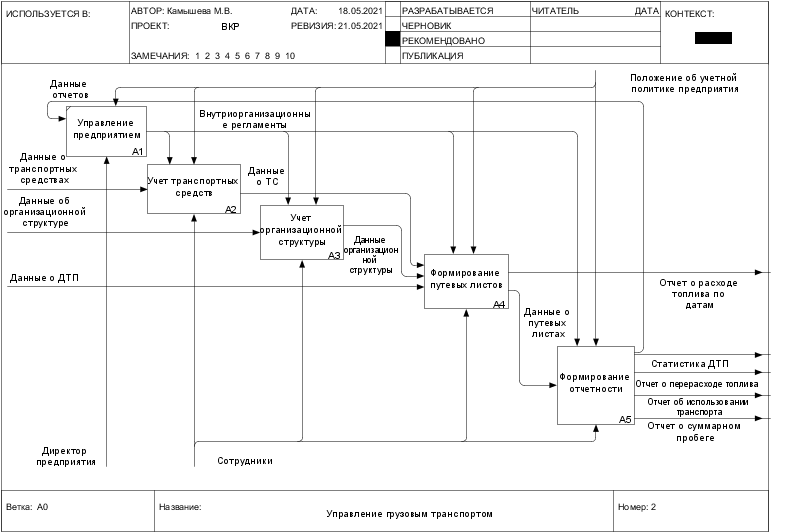 ИСПОЛЬЗУЕТСЯ В:
АВТОР: Камышева М.В.
ДАТА: 18.05.2021
ПРОЕКТ: ВКР
РЕВИЗИЯ: 21.05.2021
ЗАМЕЧАНИЯ: 1 2 3 4 5 6 7 8 9 10
РАЗРАБАТЫВАЕТСЯ
ЧЕРНОВИК
РЕКОМЕНДОВАНО
ПУБЛИКАЦИЯ
ЧИТАТЕЛЬ
ДАТА
КОНТЕКСТ:
Данные
отчетов
Положение об учетной
политике предприятия
Управление
предприятием
A1
Внутриорганизационны
е регламенты
Данные о
транспортных
средствах
Учет транспортных
средств
A2
Данные
о ТС
Данные об
организационной
структуре
Учет
организационной
структуры
A3
Данные
организацион
ной
структуры
Данные о ДТП
Формирование
путевых листов
A4
Отчет о расходе
топлива по
датам
Данные о
путевых
листах
Формирование
отчетности
A5
Статистика ДТП
Отчет о перерасходе топлива
Отчет об использовании
транспорта
Отчет о суммарном
пробеге
Директор
предприятия
Сотрудники
Ветка: A0
Название:
Управление грузовым транспортом
Номер: 2